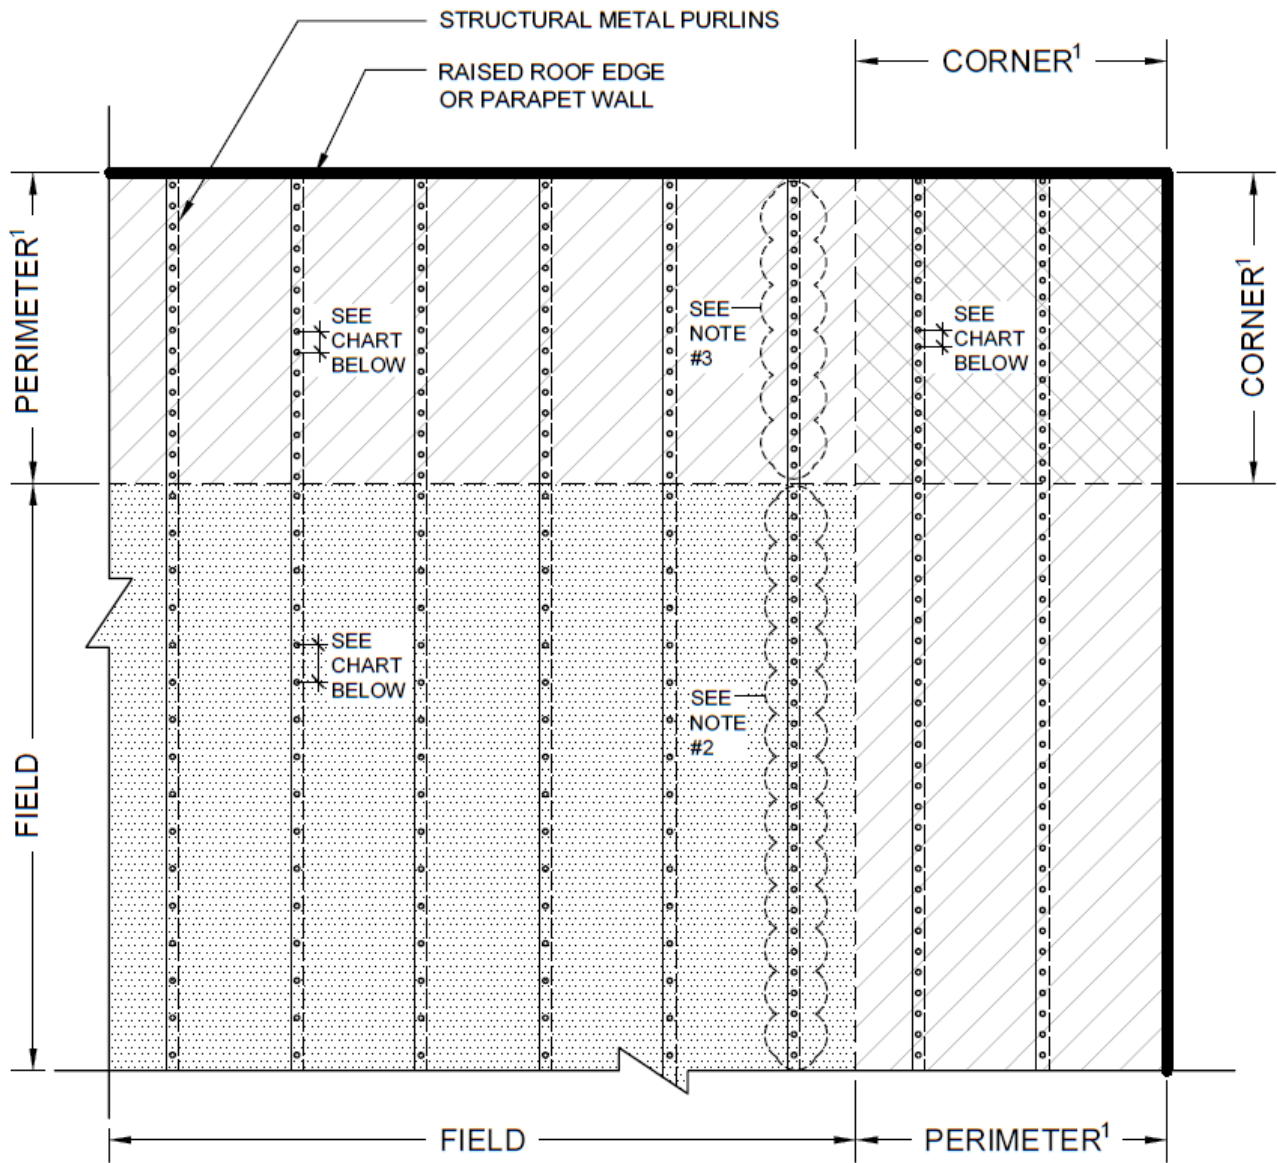 STRUCTURAL METAL PURLINS
RAISED ROOF EDGE
OR PARAPET WALL
CORNER¹
PERIMETER¹
SEE
CHART
BELOW
SEE
NOTE
#3
SEE
CHART
BELOW
CORNER¹
SEE
CHART
BELOW
SEE
NOTE
#2
FIELD
FIELD
PERIMETER¹